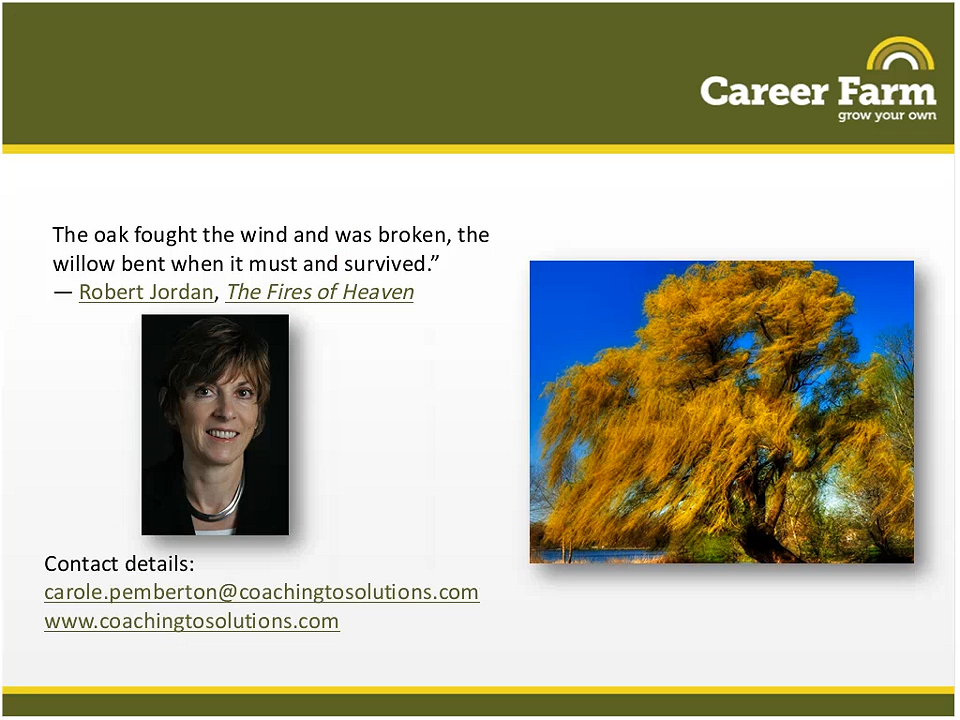 Career Farm
grow your own
The oak fought the wind and was broken, the
willow bent when it must and survived.”
— Robert Jordan, The Fires of Heaven
Contact details:
carole.pemberton@coachingtosolutions.com
www.coachingtosolutions.com